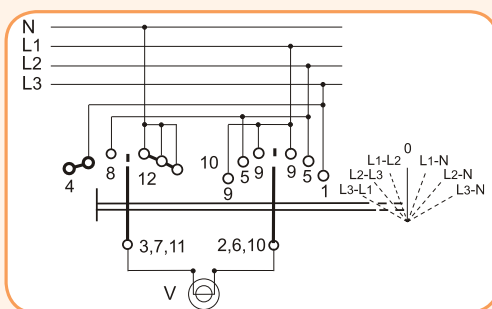 N
L1
L2
L3
0
L1-L2
L1-N
L2-L3
L2-N
L3-L1
L3-N
4
8
12
10
9
5
9
9
5
1
3,7,11
2,6,10
V